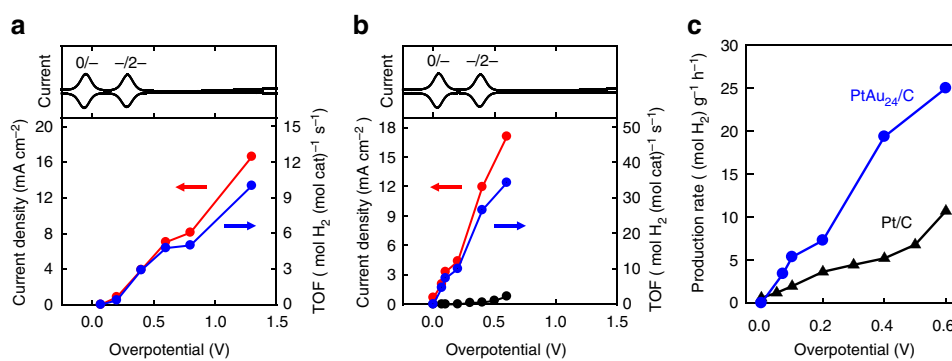 a
Current
0/– –/2–
Current density (mA cm–2)
20
16
12
8
4
0
TOF ( mol H2 (mol cat)–1 s–1)
15
12.5
9
6
3
0
0.0 0.5 1.0 1.5
Overpotential (V)
b
Current
0/– –/2–
Current density (mA cm–2)
18
15
12
9
6
3
0
TOF ( mol H2 (mol cat)–1 s–1)
50
40
30
20
10
0
0.0 0.5 1.0 1.5
Overpotential (V)
c
Production rate ( (mol H2) g–1 h–1)
30
25
20
15
10
5
0
PtAu24/C
Pt/C
0.0 0.2 0.4 0.6
Overpotential (V)